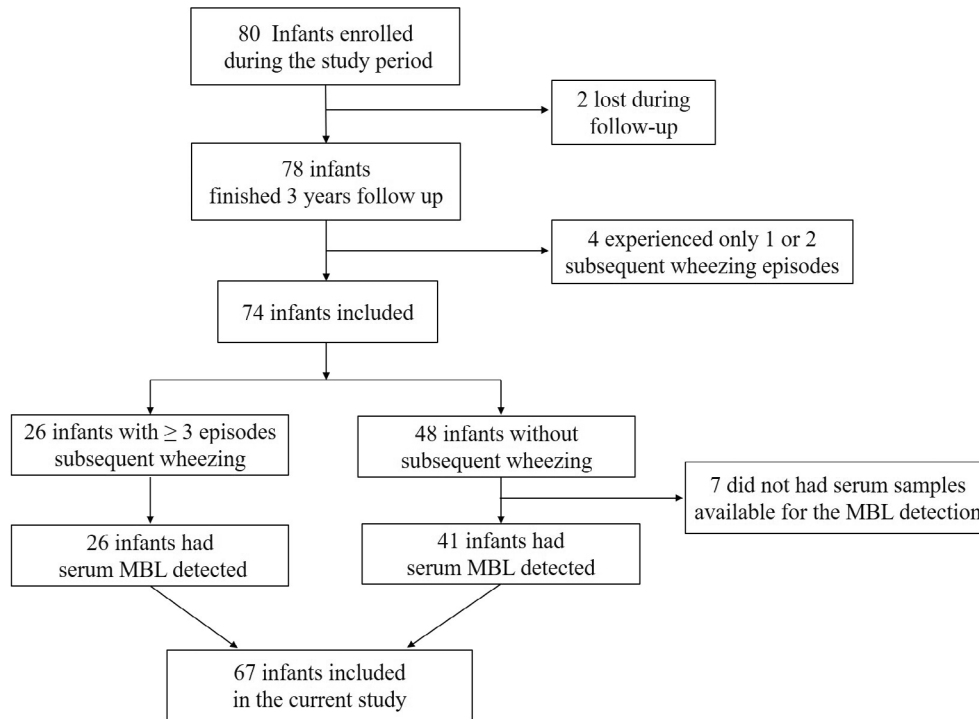 80 Infants enrolled
during the study period
2 lost during
follow-up
78 infants
finished 3 years follow up
4 experienced only 1 or 2
subsequent wheezing episodes
74 infants included
26 infants with ≥ 3 episodes
subsequent wheezing
48 infants without
subsequent wheezing
7 did not had serum samples
available for the MBL detection
26 infants had
serum MBL detected
41 infants had
serum MBL detected
67 infants included
in the current study